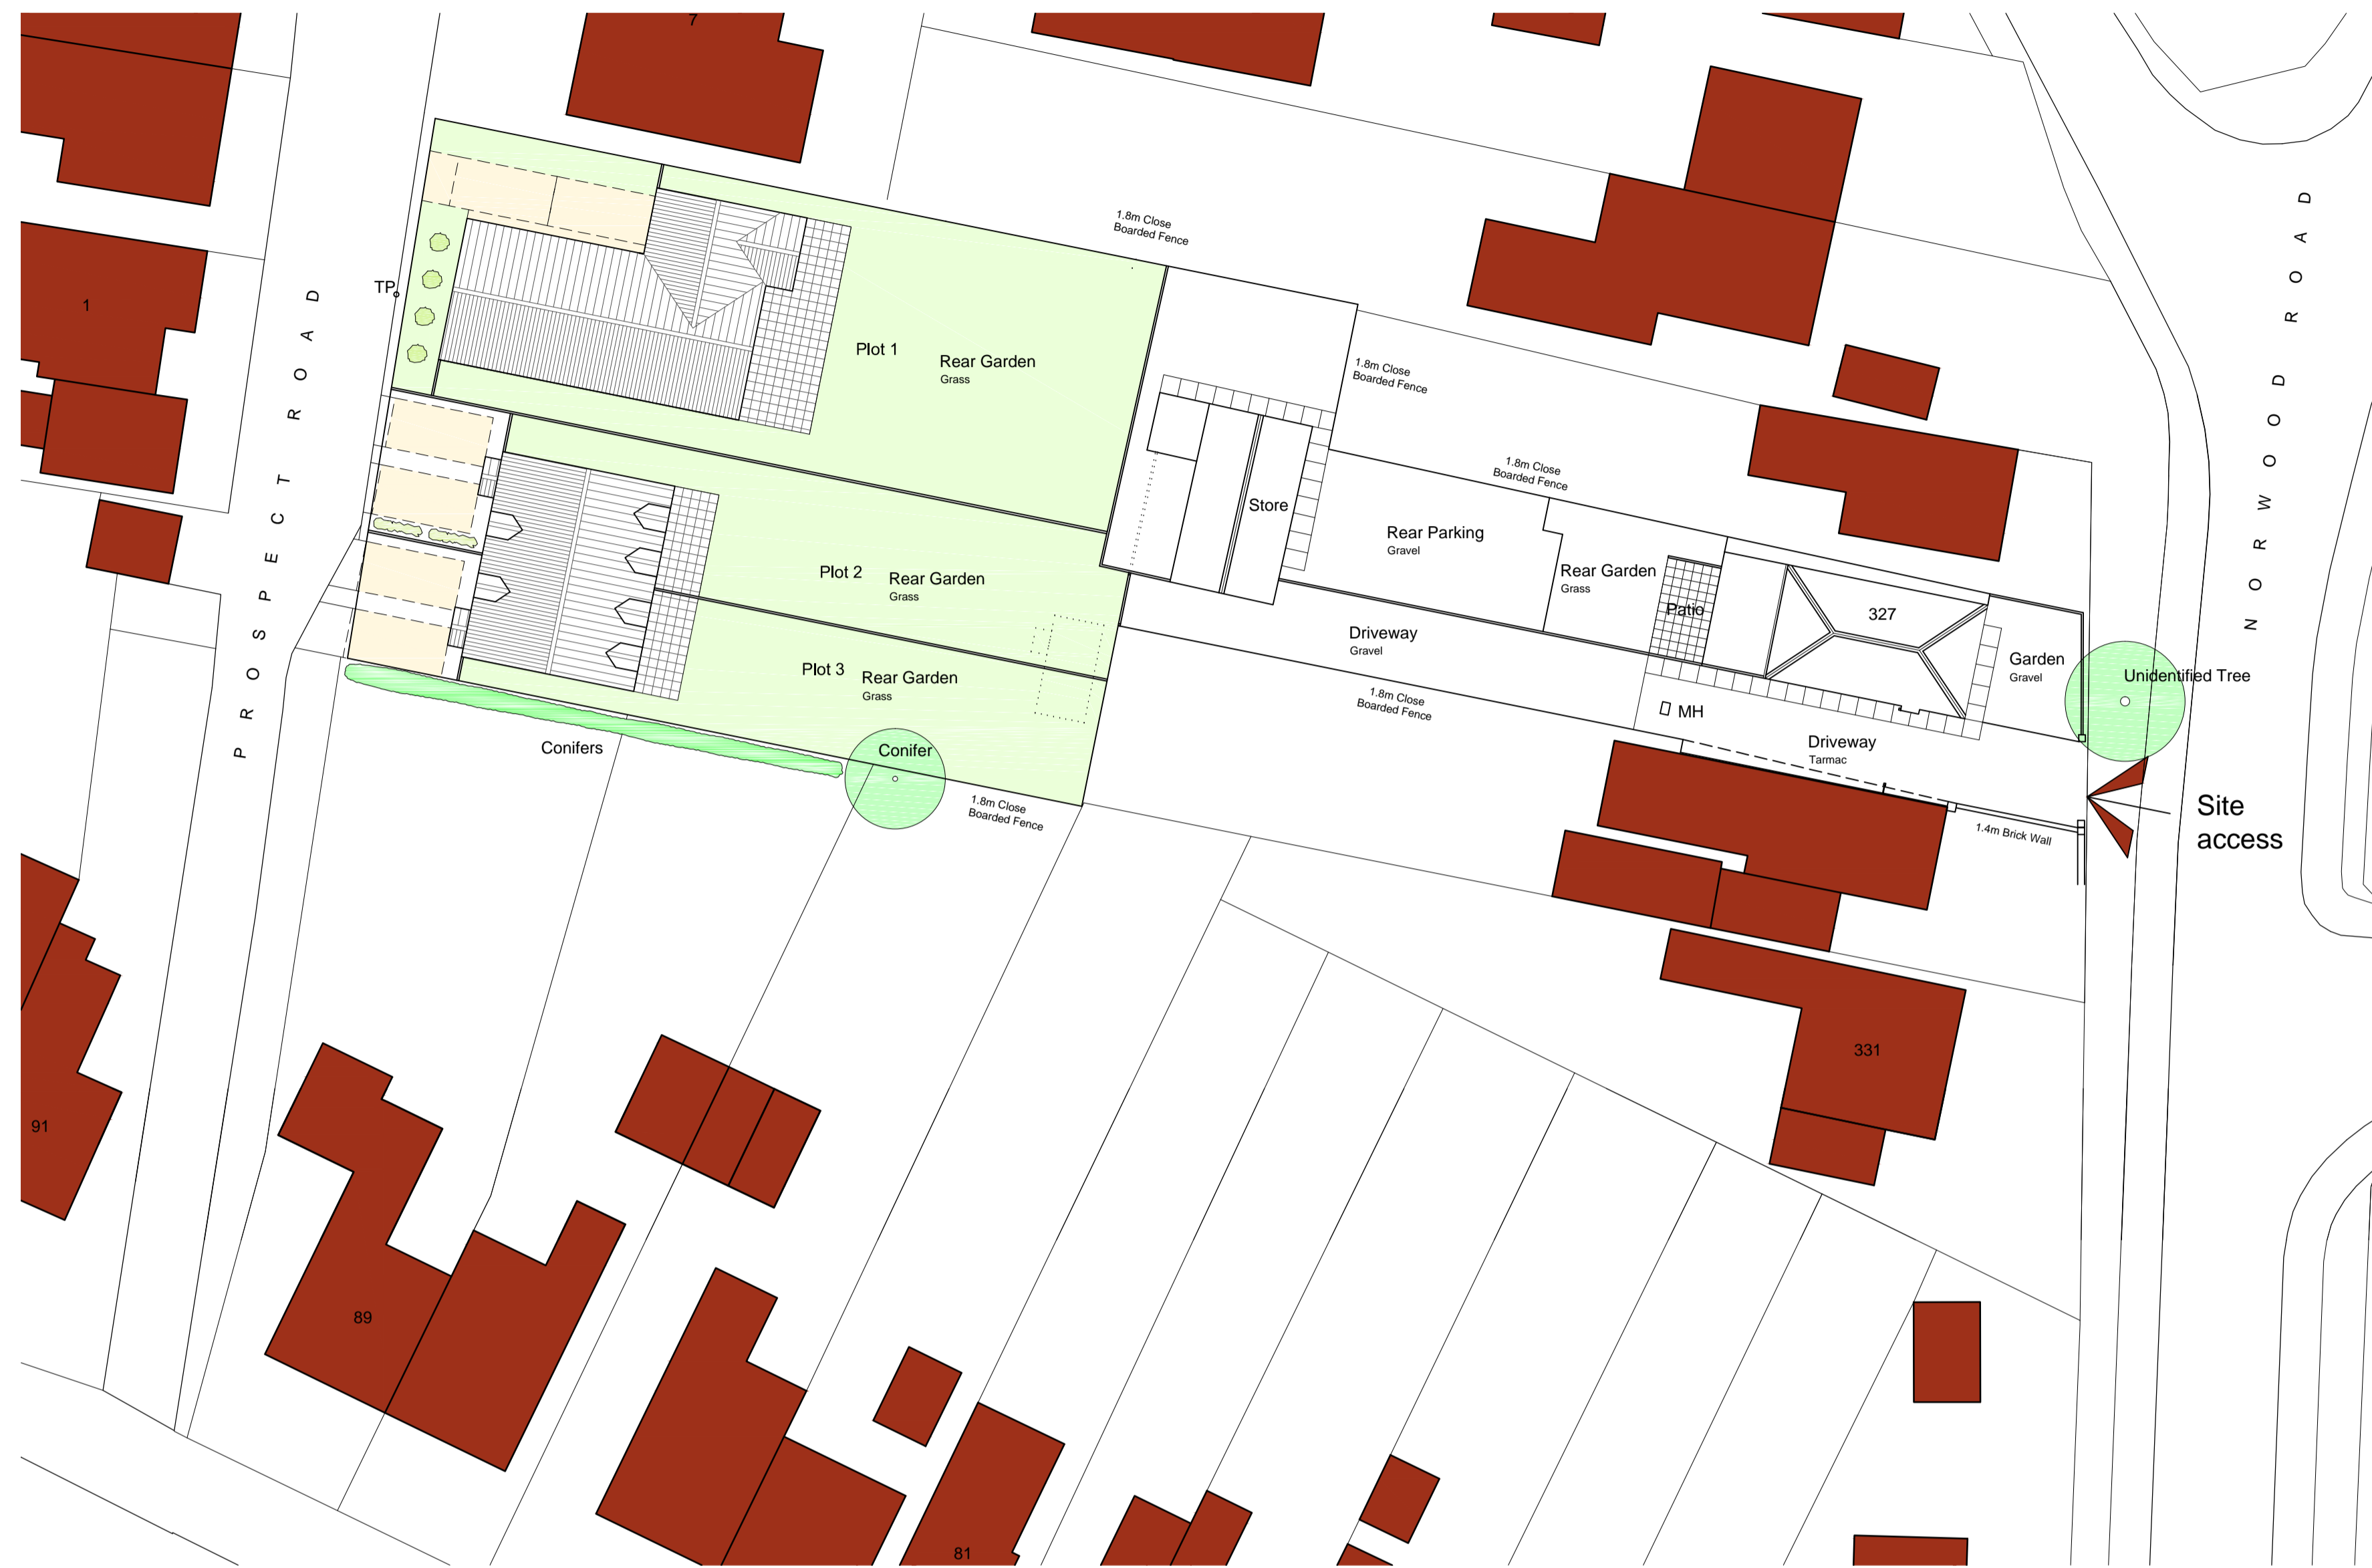 7
1.8m Close
Boarded Fence
NORWOOD ROAD
1
TP
PROSPECT ROAD
Plot 1
Rear Garden
Grass
1.8m Close
Boarded Fence
1.8m Close
Boarded Fence
Store
Rear Parking
Gravel
Rear Garden
Grass
Patio
327
Plot 2
Rear Garden
Grass
Driveway
Gravel
Garden
Gravel
Unidentified Tree
Plot 3
Rear Garden
Grass
1.8m Close
Boarded Fence
MH
Conifers
Conifer
Driveway
Tarmac
1.8m Close
Boarded Fence
1.4m Brick Wall
Site
access
331
91
89
81